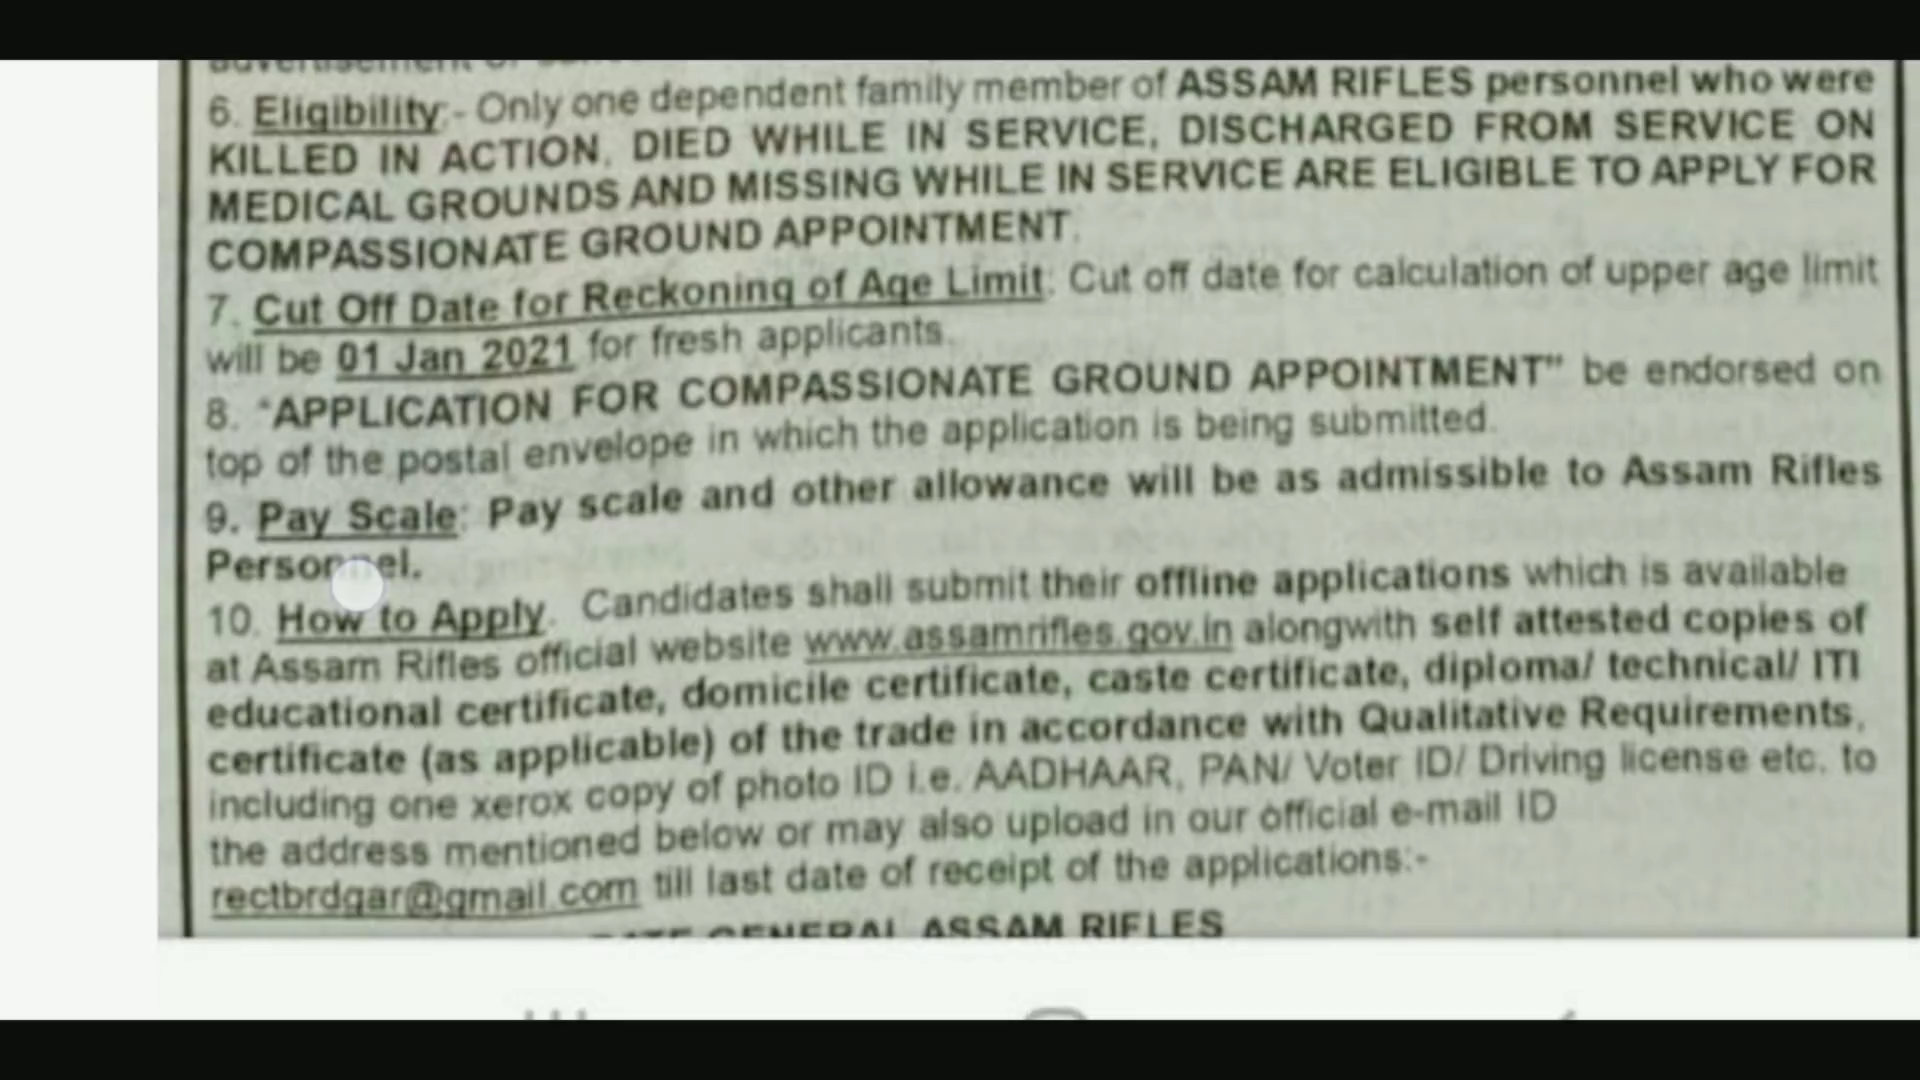 advertisement or
6. Eligibility:- Only one dependent family member of ASSAM RIFLES personnel who were
KILLED IN ACTION, DIED WHILE IN SERVICE, DISCHARGED FROM SERVICE ON
MEDICAL GROUNDS AND MISSING WHILE IN SERVICE ARE ELIGIBLE TO APPLY FOR
COMPASSIONATE GROUND APPOINTMENT.
7. Cut Off Date for Reckoning of Age Limit: Cut off date for calculation of upper age limit
will be 01 Jan 2021 for fresh applicants.
8. "APPLICATION FOR COMPASSIONATE GROUND APPOINTMENT" be endorsed on
top of the postal envelope in which the application is being submitted.
9. Pay Scale: Pay scale and other allowance will be as admissible to Assam Rifles
Personnel.
10. How to Apply. Candidates shall submit their offline applications which is available
at Assam Rifles official website www.assamrifles.gov.in alongwith self attested copies of
educational certificate, domicile certificate, caste certificate, diploma/ technical/ ITI
certificate (as applicable) of the trade in accordance with Qualitative Requirements,
including one xerox copy of photo ID i.e. AADHAAR, PAN/ Voter ID/ Driving license etc. to
the address mentioned below or may also upload in our official e-mail ID
rectbrdgar@gmail.com till last date of receipt of the applications:-
GENERAL ASSAM RIFLES